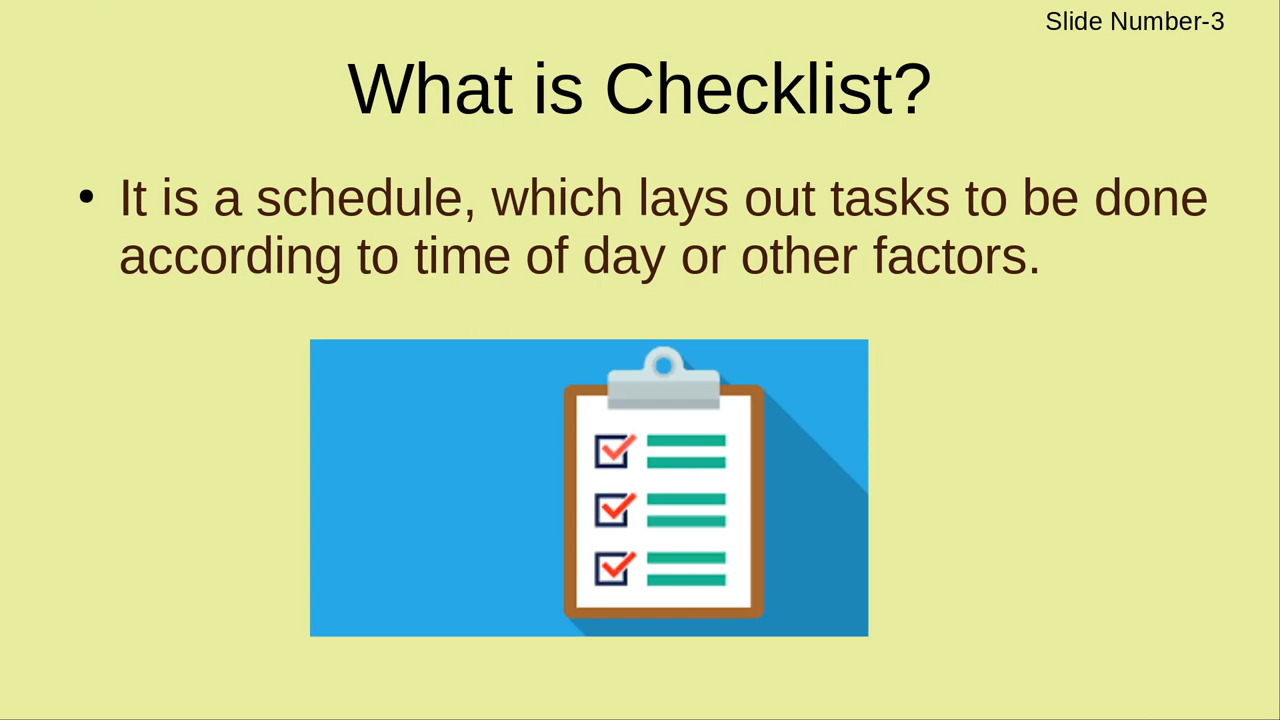 Slide Number-3
What is Checklist?
• It is a schedule, which lays out tasks to be done
according to time of day or other factors.